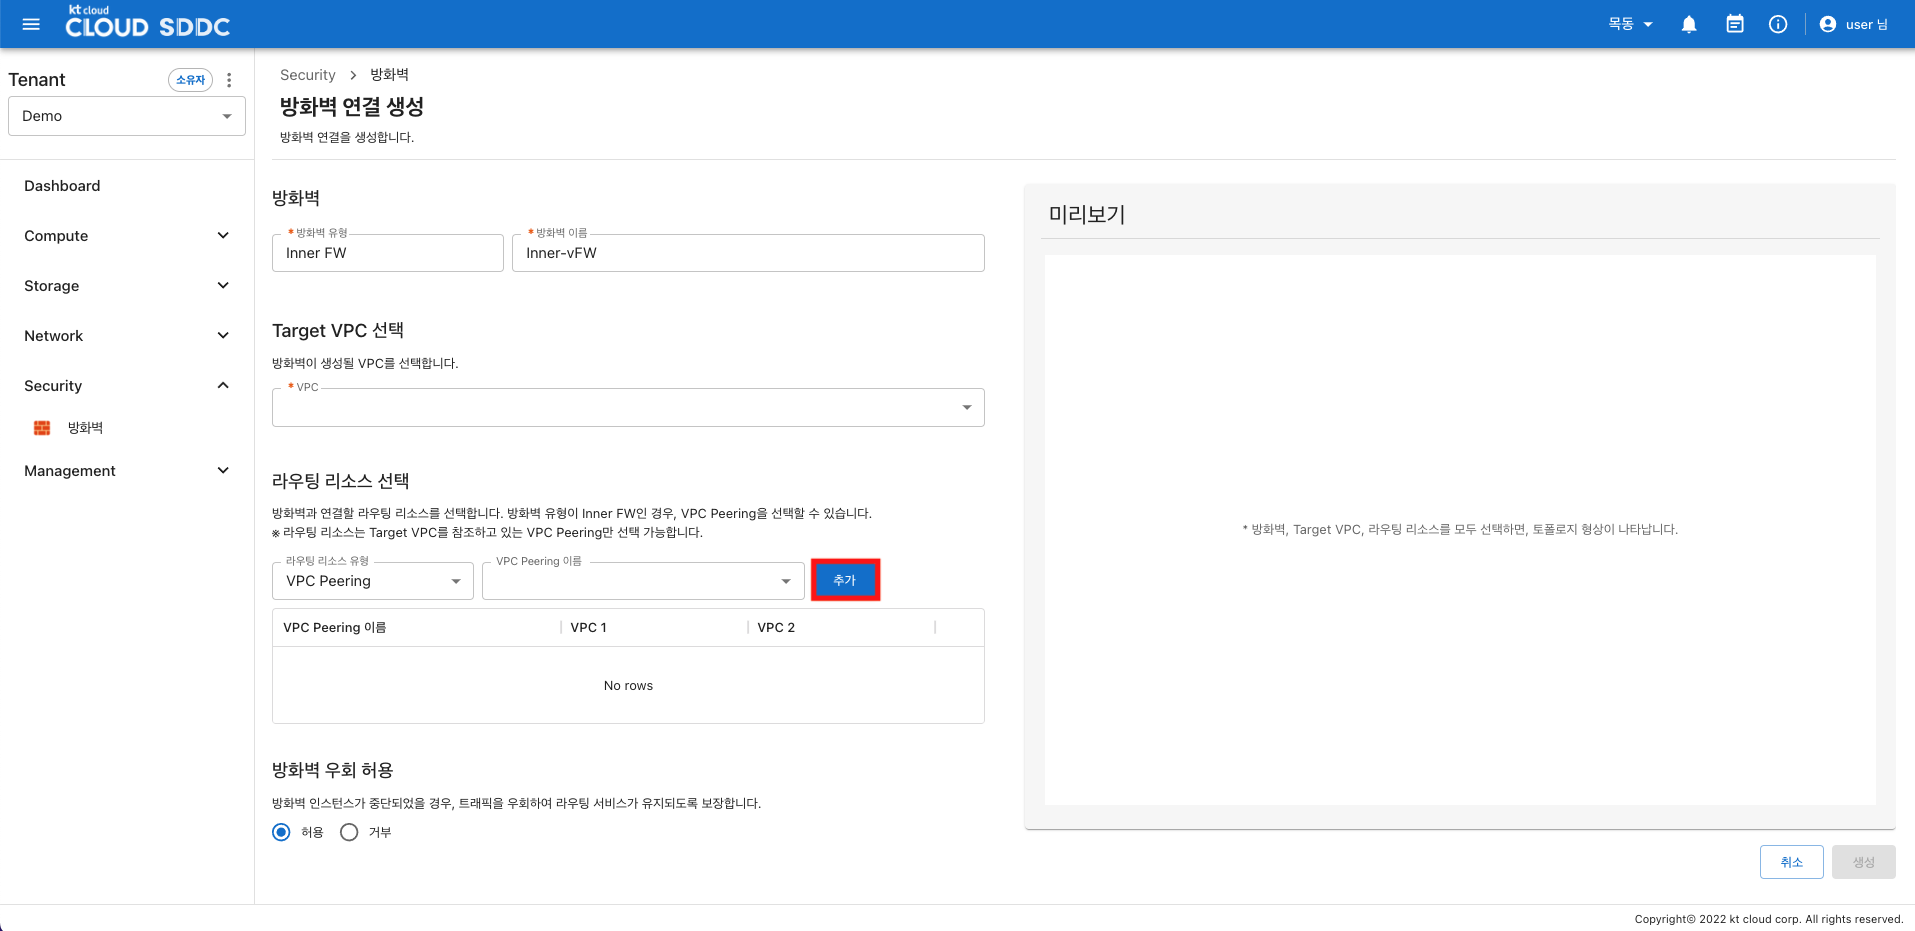 kt cloud
CLOUD SDDC
목동
user 님
Tenant
소유자
Demo
Dashboard
Compute
Storage
Network
Security
방화벽
Management
Security > 방화벽
방화벽 연결 생성
방화벽 연결을 생성합니다.
방화벽
* 방화벽 유형
Inner FW
* 방화벽 이름
Inner-vFW
Target VPC 선택
방화벽이 생성될 VPC를 선택합니다.
* VPC
라우팅 리소스 선택
방화벽과 연결할 라우팅 리소스를 선택합니다. 방화벽 유형이 Inner FW인 경우, VPC Peering을 선택할 수 있습니다.
※ 라우팅 리소스는 Target VPC를 참조하고 있는 VPC Peering만 선택 가능합니다.
라우팅 리소스 유형
VPC Peering
VPC Peering 이름
추가
VPC Peering 이름 VPC 1 VPC 2
No rows
방화벽 우회 허용
방화벽 인스턴스가 중단되었을 경우, 트래픽을 우회하여 라우팅 서비스가 유지되도록 보장합니다.
허용 거부
미리보기
* 방화벽, Target VPC, 라우팅 리소스를 모두 선택하면, 토폴로지 형상이 나타납니다.
취소 생성
Copyright© 2022 kt cloud corp. All rights reserved.